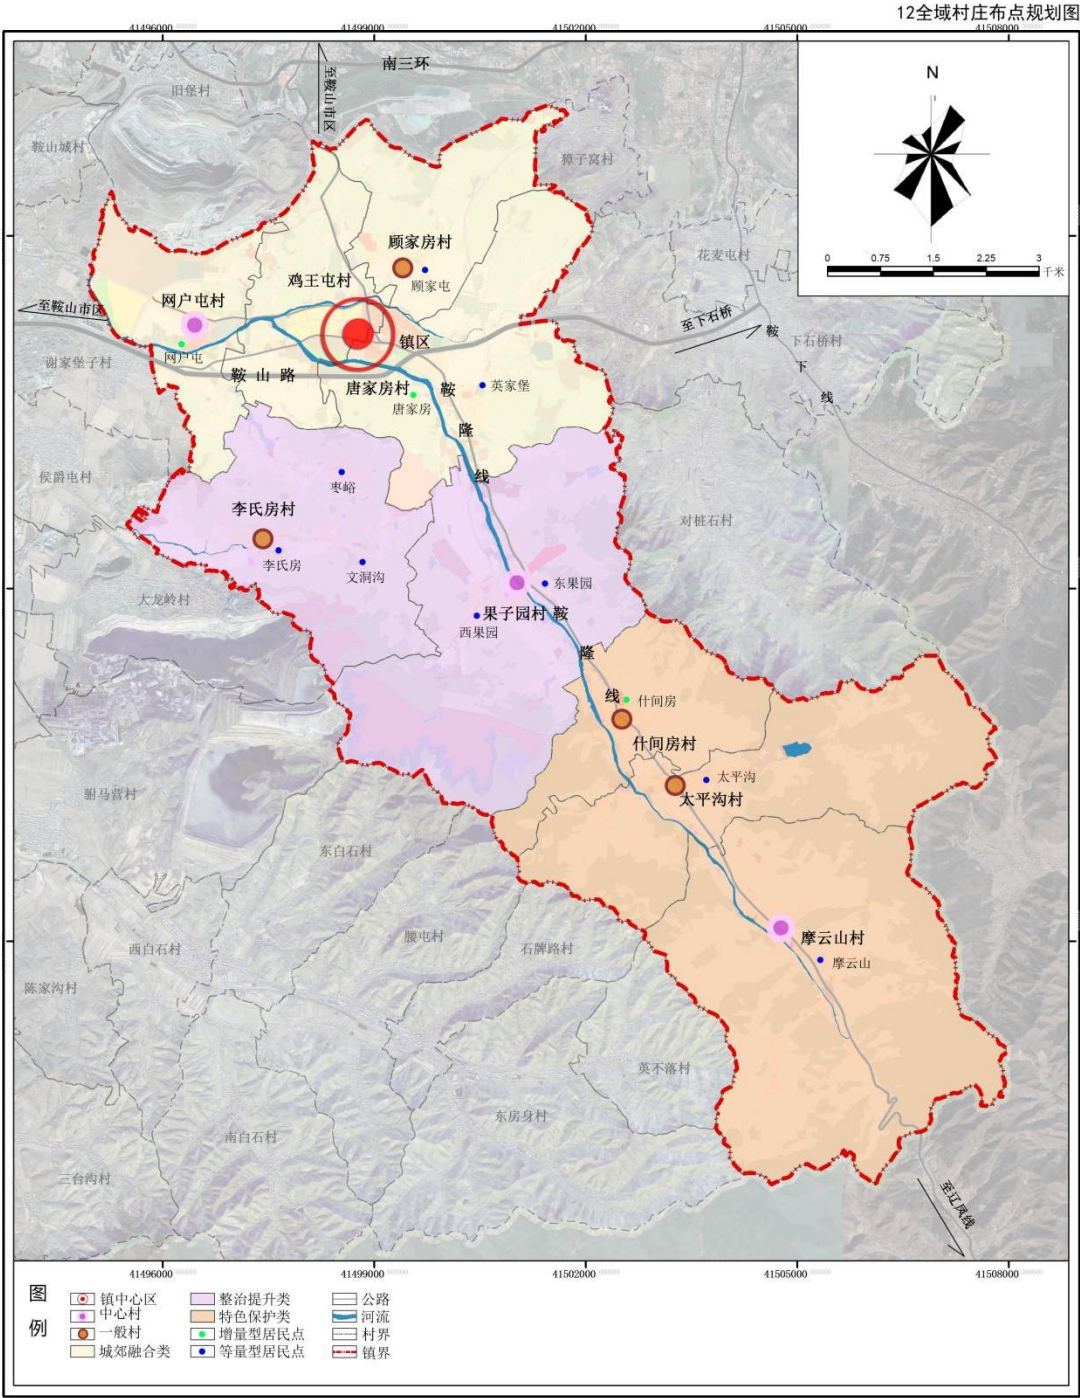 12全域村庄布点规划图
41496000
41499000
41502000
41505000
41508000
南三环
至鞍山市区
旧堡村
鞍山城村
獐子窝村
N
0 0.75 1.5 2.25 3
千米
花麦屯村
顾家房村
顾家屯
鸡王屯村
网户屯村
至鞍山市区
网户屯
谢家堡子村
镇区
至下石桥
鞍下线
下石桥村
鞍山路
唐家房村
唐家房
英家堡
鞍隆线
侯爵屯村
枣峪
李氏房村
李氏房
文洞沟
对桩石村
大龙岭村
东果园
果子园村
西果园
鞍隆线
什间房
什间房村
太平沟
太平沟村
驸马营村
东白石村
摩云山村
摩云山
腰屯村
石牌路村
西白石村
陈家沟村
英不落村
东房身村
南白石村
三台沟村
至辽凤线
41496000
41499000
41502000
41505000
41508000
图例
镇中心区
中心村
一般村
城郊融合类
整治提升类
特色保护类
增量型居民点
等量型居民点
公路
河流
村界
镇界